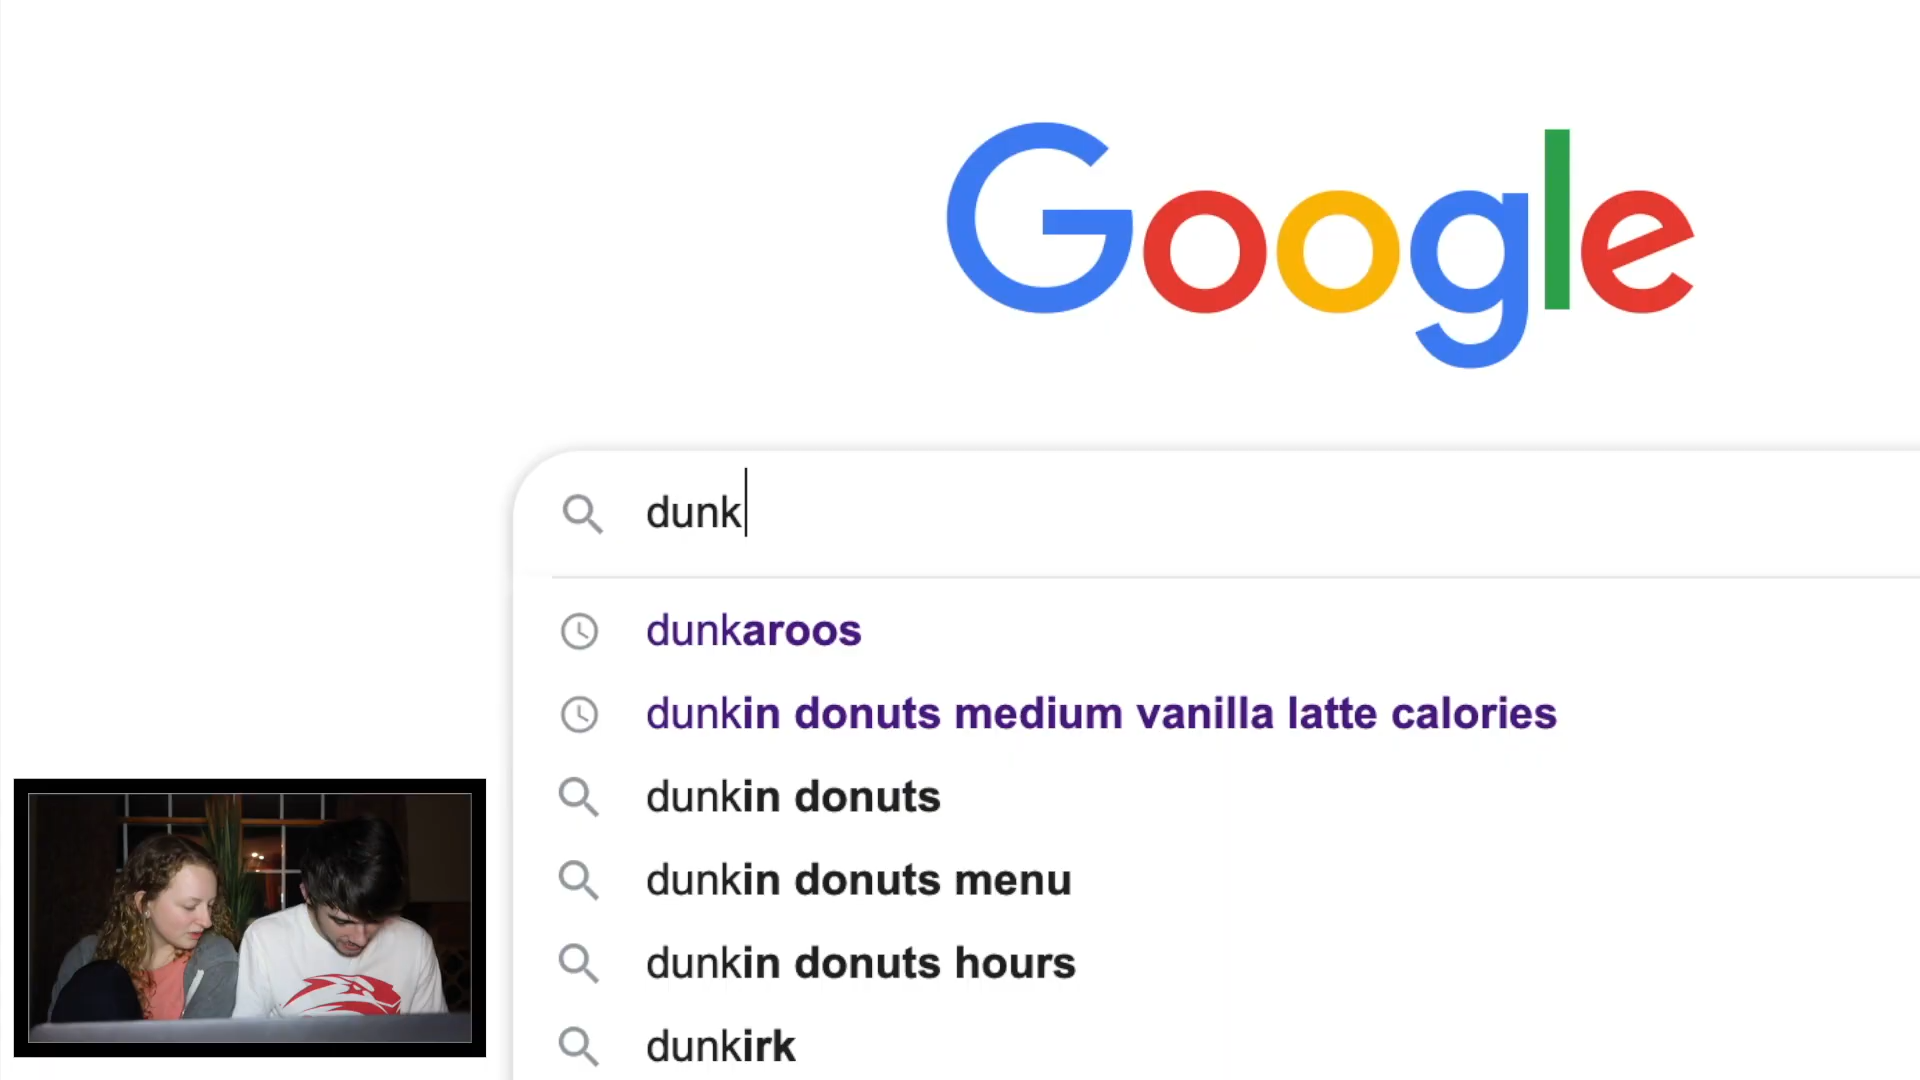 Google
dunk
dunkaroos
dunkin donuts medium vanilla latte calories
dunkin donuts
dunkin donuts menu
dunkin donuts hours
dunkirk